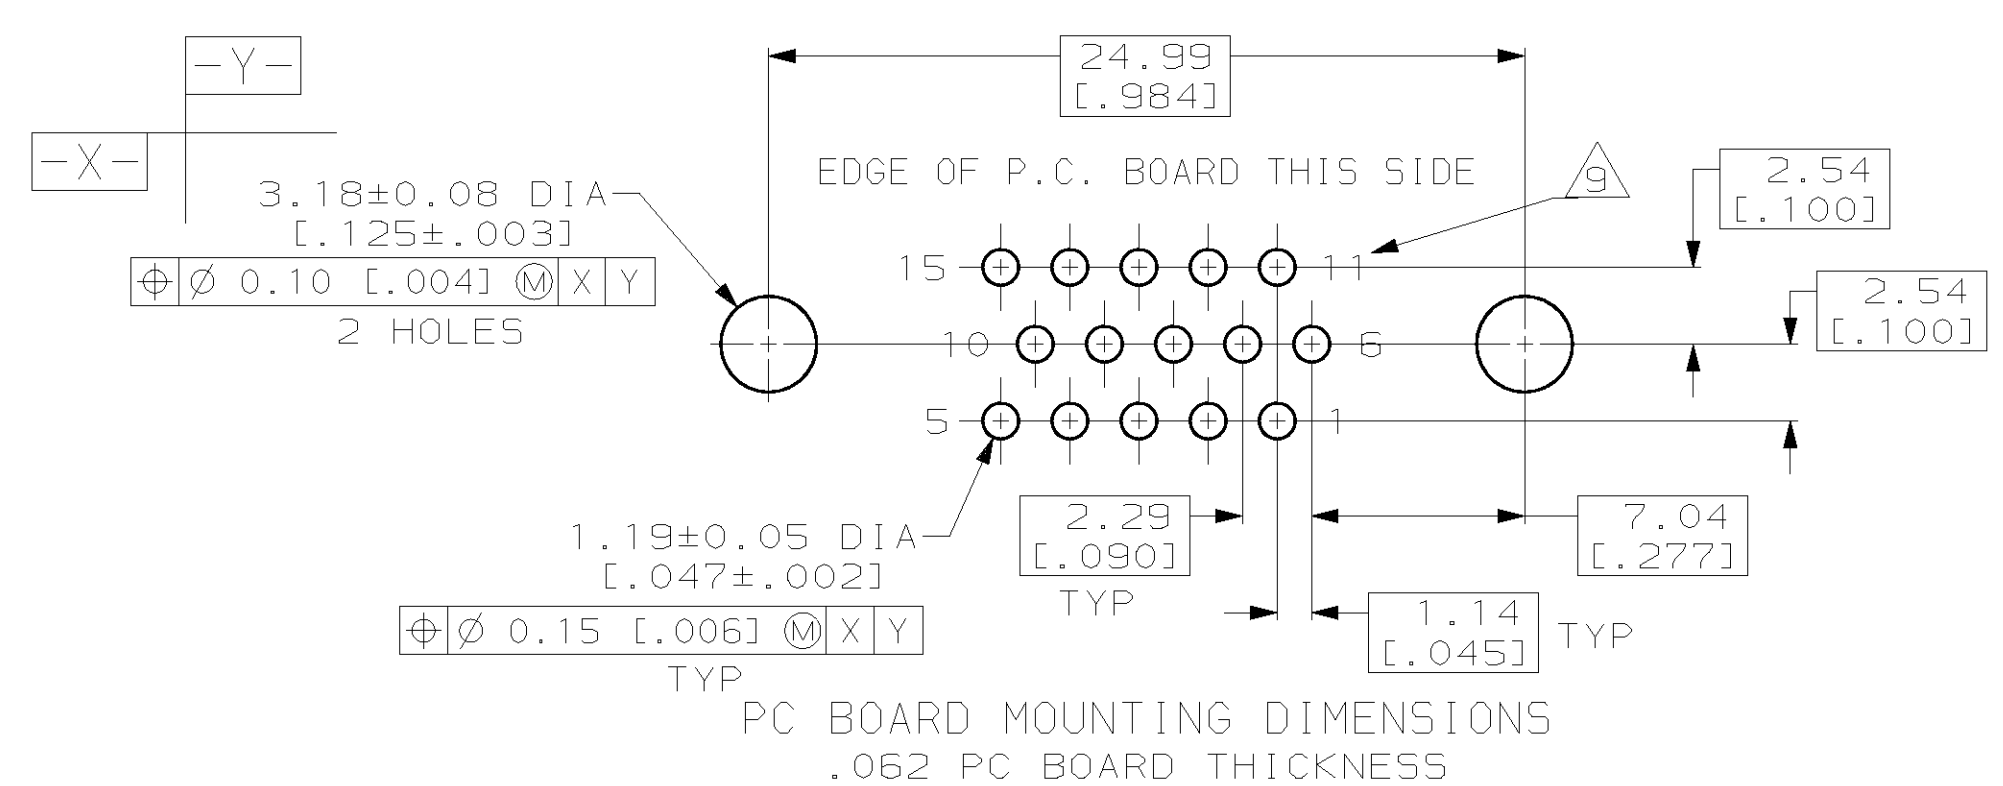 -Y-
24.99
[.984]
-X-
EDGE OF P.C. BOARD THIS SIDE
9
2.54
[.100]
3.18±0.08 DIA
[.125±.003]
⌖ Ø 0.10 [.004] Ⓜ X Y
2 HOLES
15
11
2.54
[.100]
10
6
5
1
1.19±0.05 DIA
[.047±.002]
⌖ Ø 0.15 [.006] Ⓜ X Y
TYP
2.29
[.090]
TYP
7.04
[.277]
1.14
[.045]
TYP
PC BOARD MOUNTING DIMENSIONS
.062 PC BOARD THICKNESS